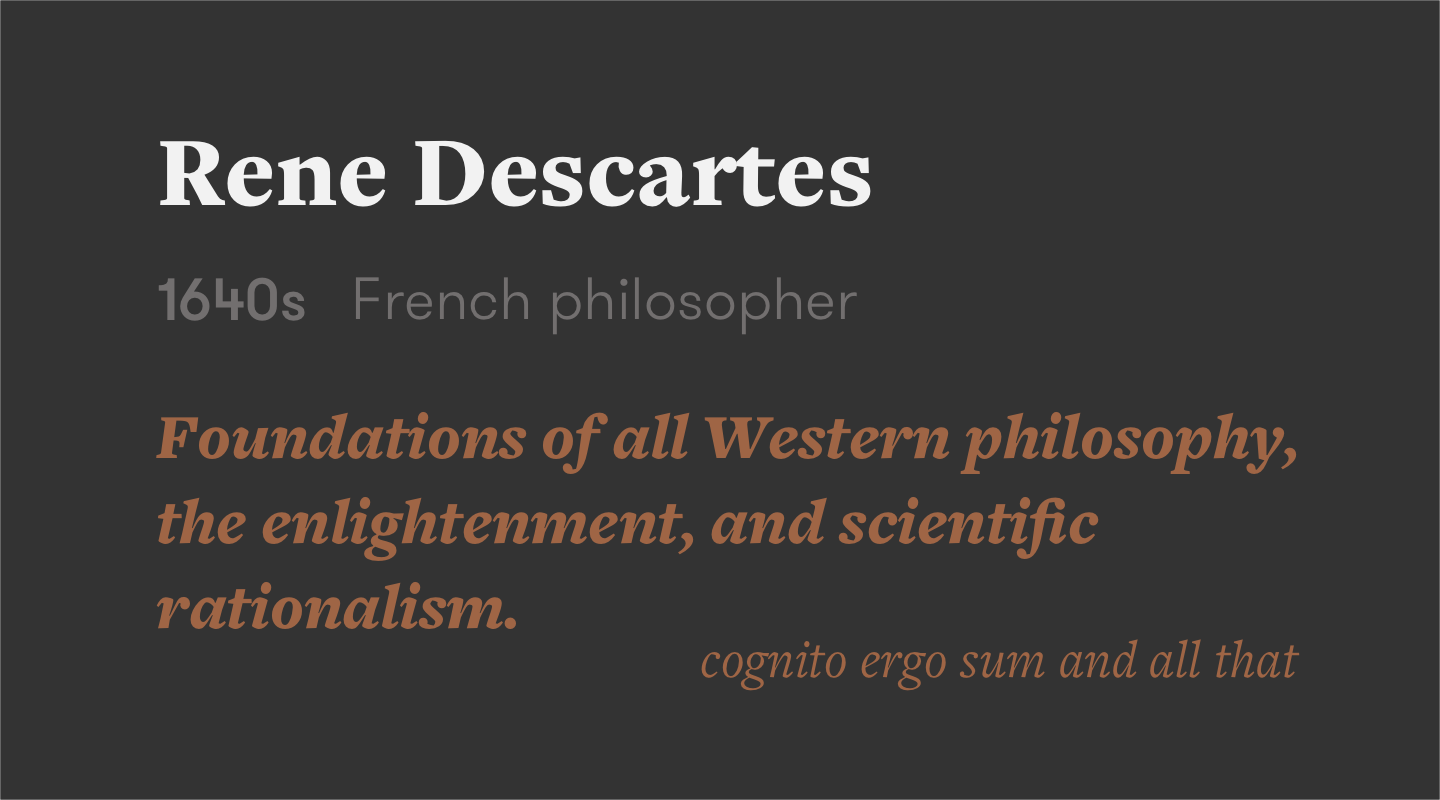 Rene Descartes
1640s French philosopher
Foundations of all Western philosophy,
the enlightenment, and scientific
rationalism.
cognito ergo sum and all that